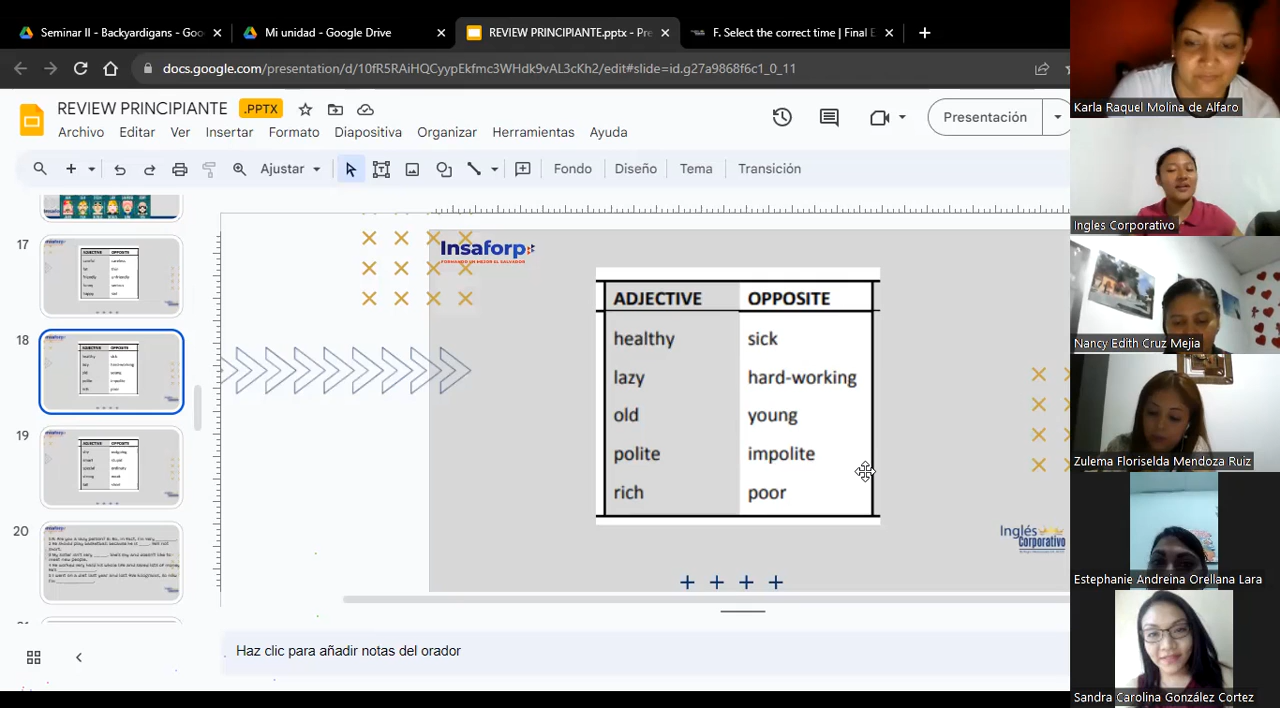 Seminar II - Backyardigans - Goo
Mi unidad - Google Drive
REVIEW PRINCIPIANTE.pptx - Pre
F. Select the correct time | Final E
docs.google.com/presentation/d/10fR5RAiHQCyypEkfmc3WHdk9vAL3cKh2/edit#slide=id.g27a9868f6c1_0_11
REVIEW PRINCIPIANTE .PPTX
Archivo Editar Ver Insertar Formato Diapositiva Organizar Herramientas Ayuda
Presentación
Ajustar
Fondo Diseño Tema Transición
17
18
19
20
Insaforp
ADJECTIVE OPPOSITE
healthy sick
lazy hard-working
old young
polite impolite
rich poor
Inglés
Corporativo
Haz clic para añadir notas del orador
Karla Raquel Molina de Alfaro
Ingles Corporativo
Nancy Edith Cruz Mejia
Zulema Floriselda Mendoza Ruiz
Estephanie Andreina Orellana Lara
Sandra Carolina González Cortez